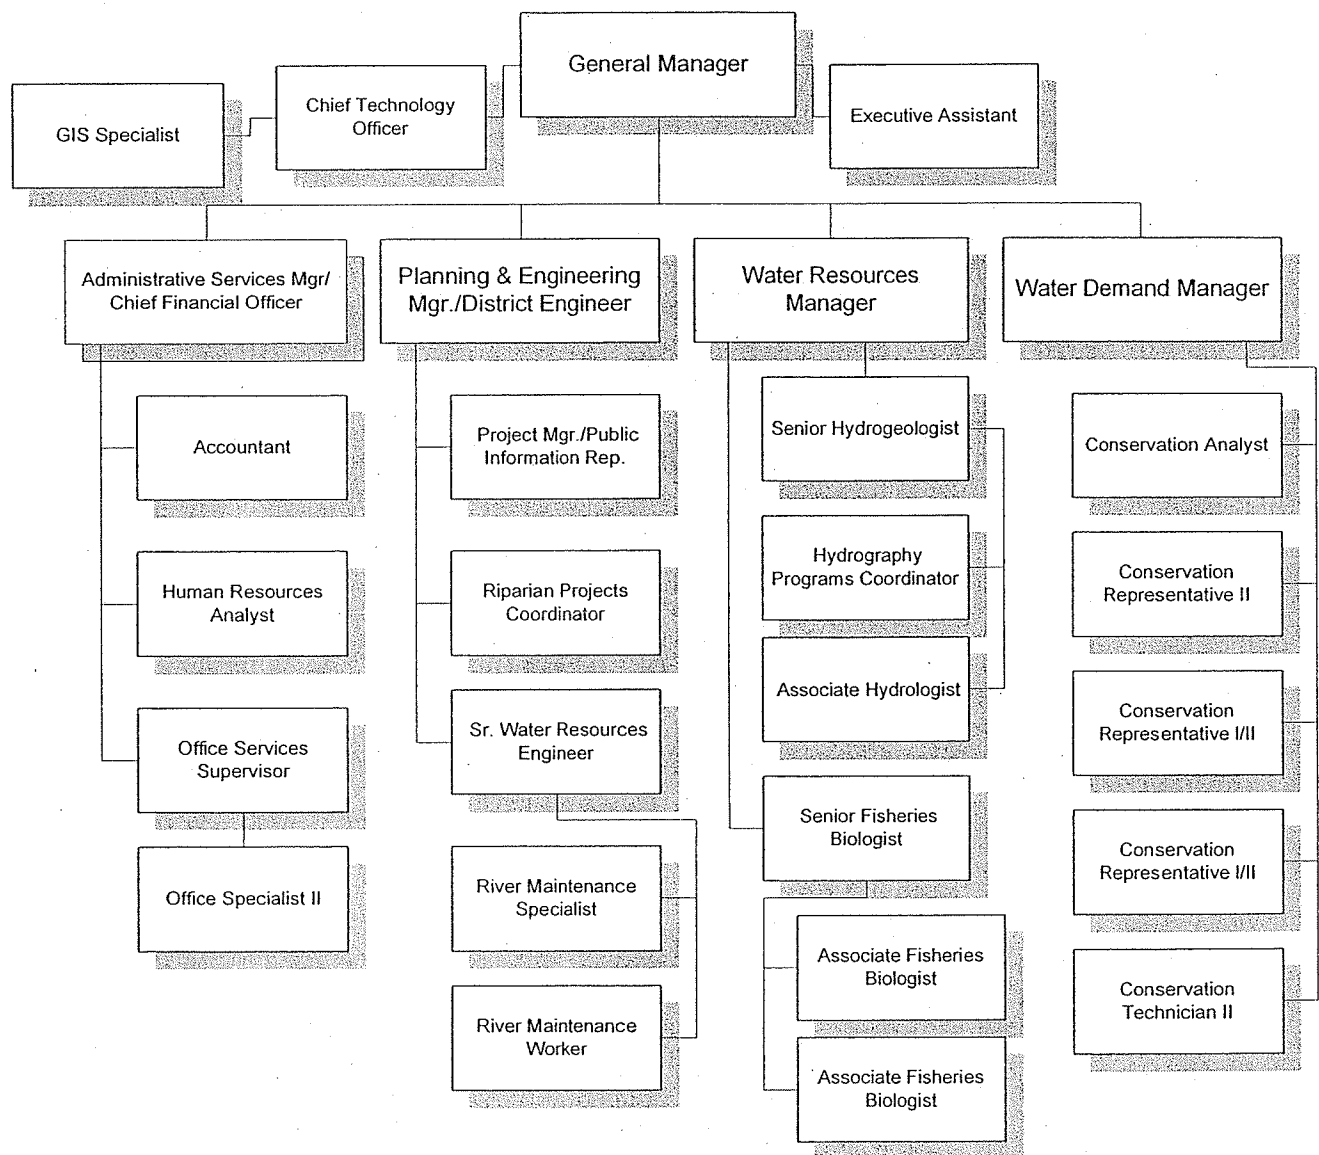 General Manager
Chief Technology
Officer
GIS Specialist
Executive Assistant
Administrative Services Mgr/
Chief Financial Officer
Planning & Engineering
Mgr./District Engineer
Water Resources
Manager
Water Demand Manager
Accountant
Human Resources
Analyst
Office Services
Supervisor
Office Specialist II
Project Mgr./Public
Information Rep.
Riparian Projects
Coordinator
Sr. Water Resources
Engineer
River Maintenance
Specialist
River Maintenance
Worker
Senior Hydrogeologist
Hydrography
Programs Coordinator
Associate Hydrologist
Senior Fisheries
Biologist
Associate Fisheries
Biologist
Associate Fisheries
Biologist
Conservation Analyst
Conservation
Representative II
Conservation
Representative I/II
Conservation
Representative I/II
Conservation
Technician II